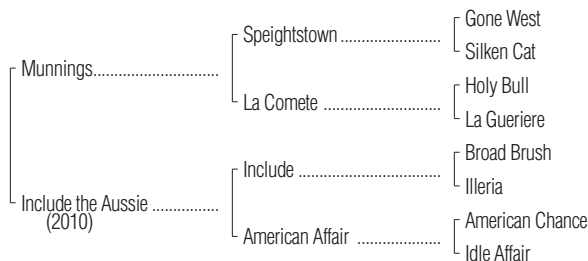 Gone West
Speightstown
Silken Cat
Munnings
Holy Bull
La Comete
La Gueriere
Broad Brush
Include
Illeria
Include the Aussie
(2010)
American Chance
American Affair
Idle Affair